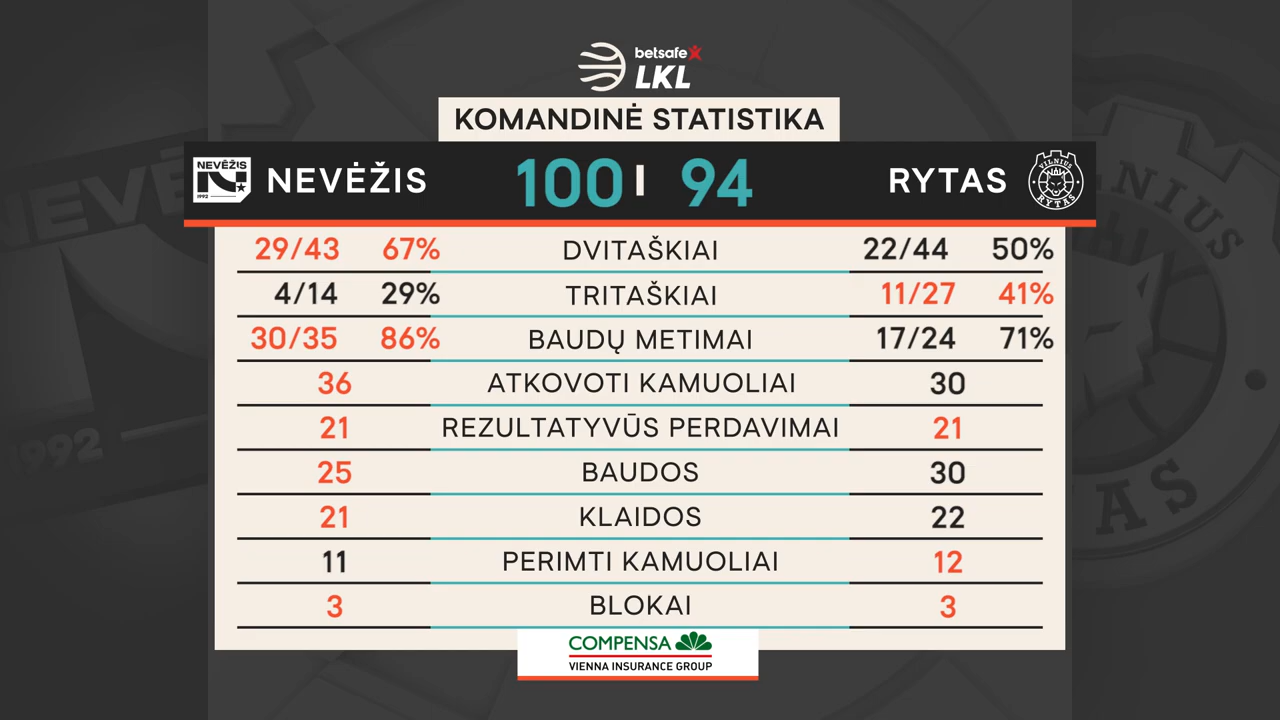 betsafe
LKL
KOMANDINĖ STATISTIKA
NEVĖŽIS 1992 NEVĖŽIS 100 | 94 RYTAS VILNIUS RYTAS
29/43 67% DVITAŠKIAI 22/44 50%
4/14 29% TRITAŠKIAI 11/27 41%
30/35 86% BAUDŲ METIMAI 17/24 71%
36 ATKOVOTI KAMUOLIAI 30
21 REZULTATYVŪS PERDAVIMAI 21
25 BAUDOS 30
21 KLAIDOS 22
11 PERIMTI KAMUOLIAI 12
3 BLOKAI 3
COMPENSA
VIENNA INSURANCE GROUP